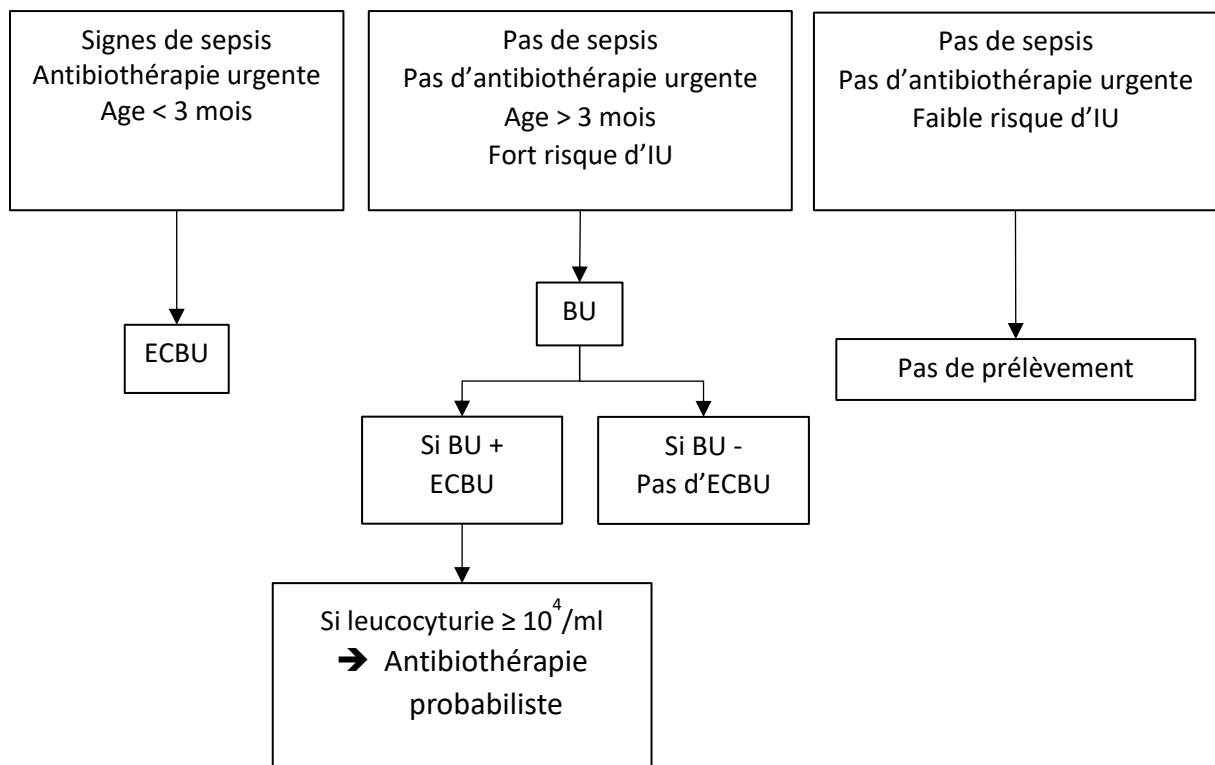 Signes de sepsis
Antibiothérapie urgente
Age < 3 mois
Pas de sepsis
Pas d’antibiothérapie urgente
Age > 3 mois
Fort risque d’IU
Pas de sepsis
Pas d’antibiothérapie urgente
Faible risque d’IU
ECBU
BU
Pas de prélèvement
Si BU +
ECBU
Si BU -
Pas d’ECBU
Si leucocyturie ≥ 10⁴/ml
➔ Antibiothérapie
probabiliste